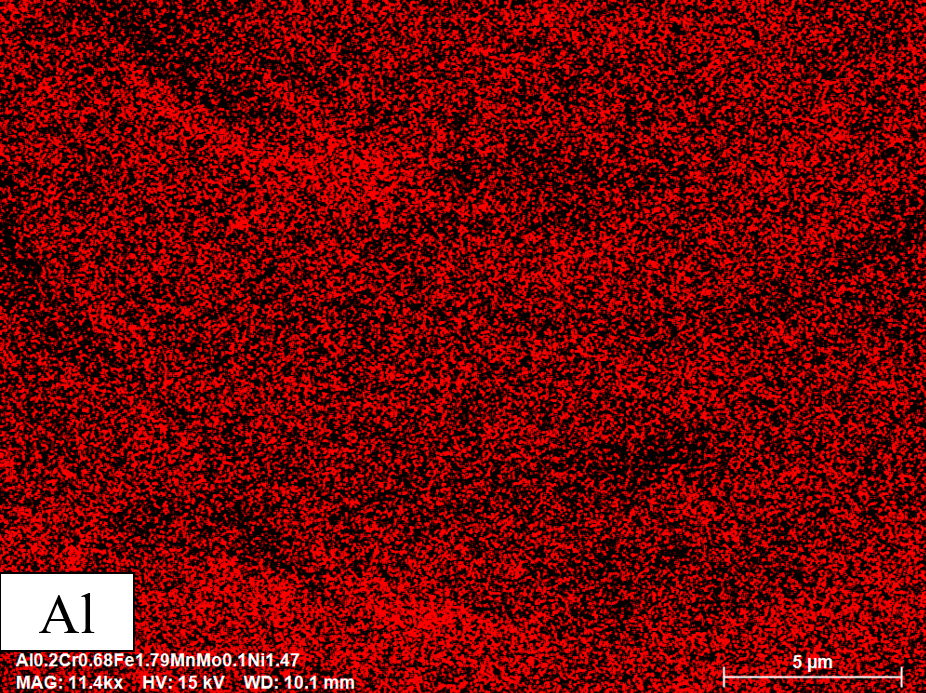 Al
Al0.2Cr0.68Fe1.79MnMo0.1Ni1.47
MAG: 11.4kx HV: 15 kV WD: 10.1 mm
5 µm